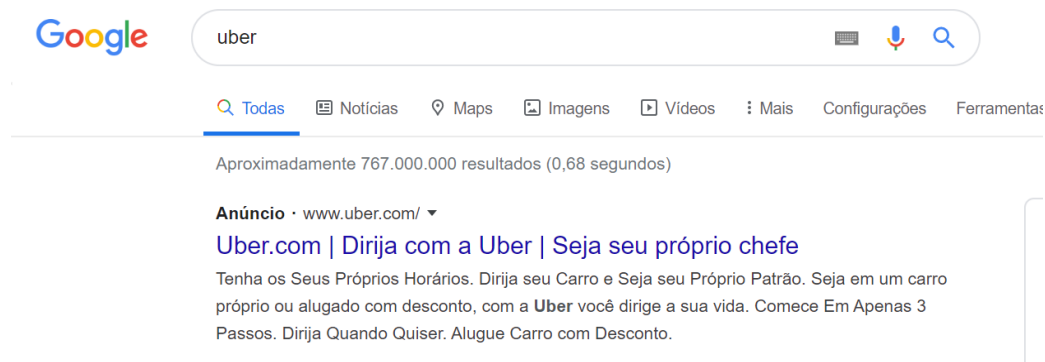 Google
uber
Todas Notícias Maps Imagens Vídeos Mais Configurações Ferramentas
Aproximadamente 767.000.000 resultados (0,68 segundos)
Anúncio · www.uber.com/
Uber.com | Dirija com a Uber | Seja seu próprio chefe
Tenha os Seus Próprios Horários. Dirija seu Carro e Seja seu Próprio Patrão. Seja em um carro
próprio ou alugado com desconto, com a Uber você dirige a sua vida. Comece Em Apenas 3
Passos. Dirija Quando Quiser. Alugue Carro com Desconto.